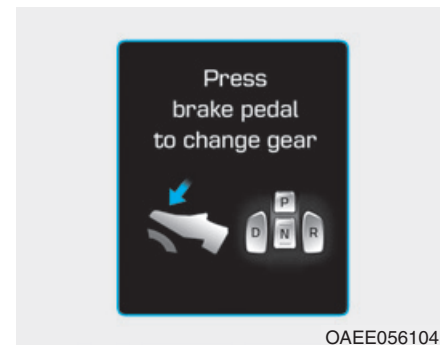 Press
brake pedal
to change gear
P
D N R
OAEE056104